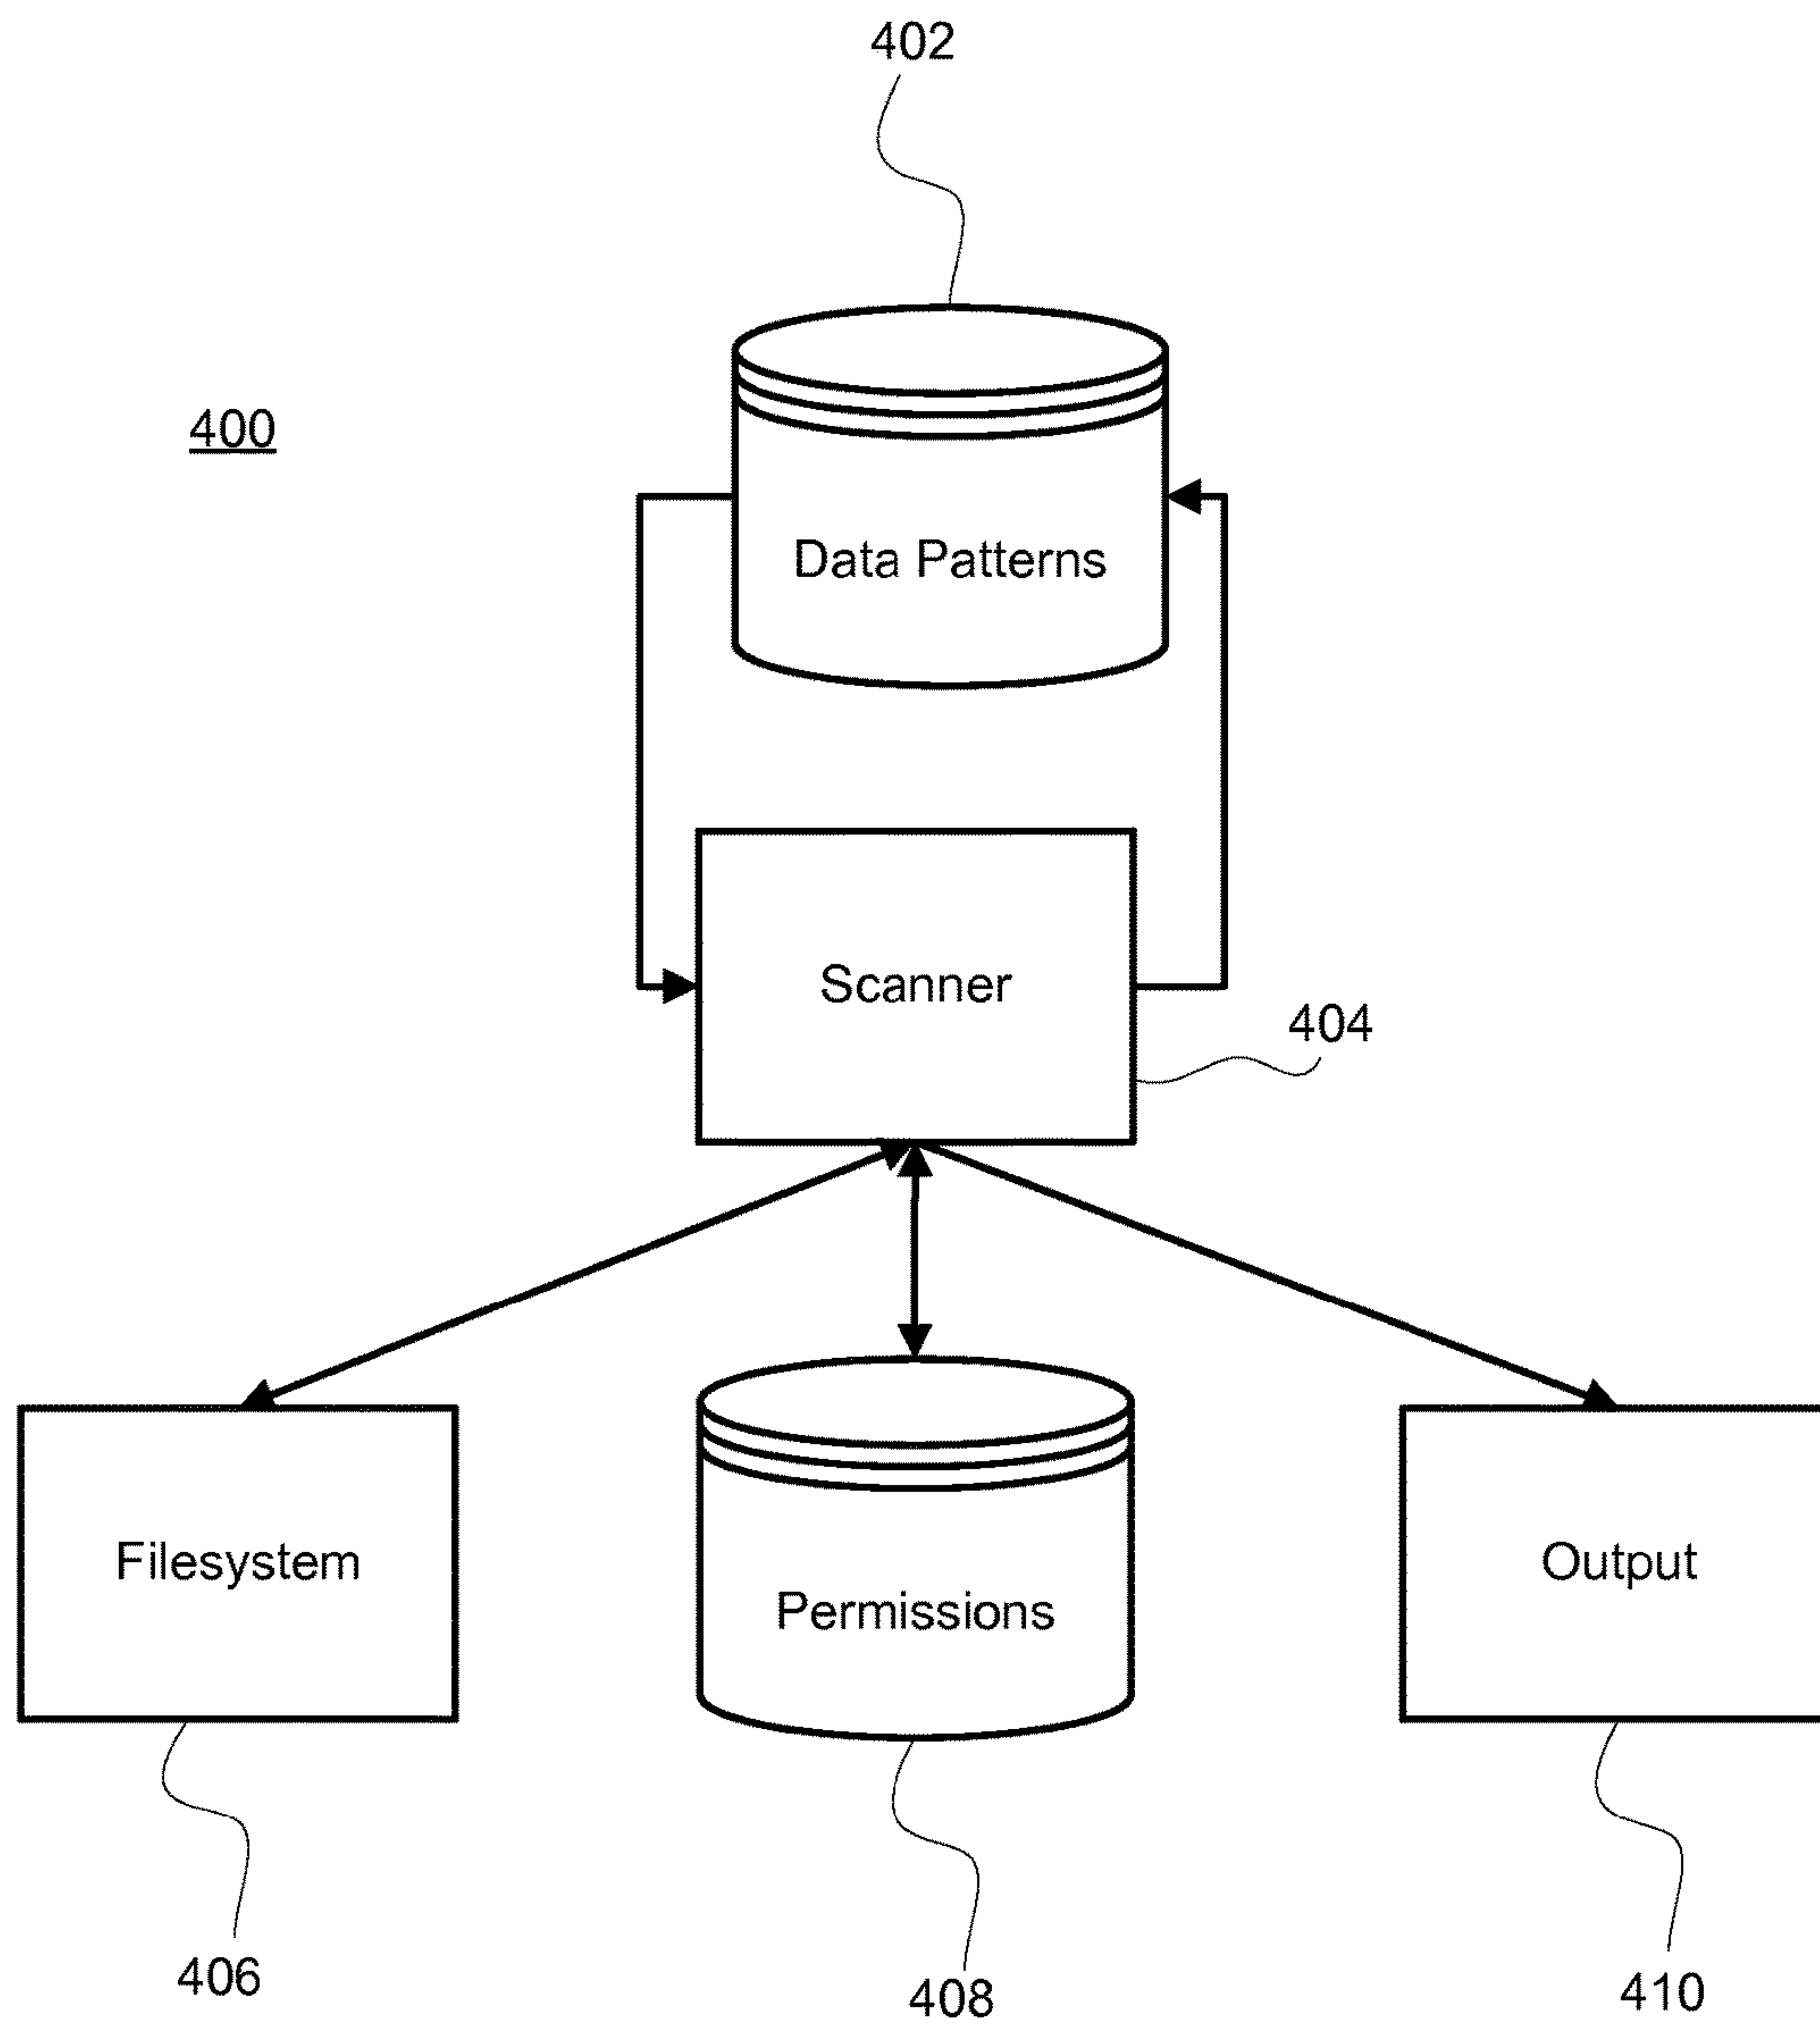 402
400
Data Patterns
Scanner
404
Filesystem
Permissions
Output
406
408
410